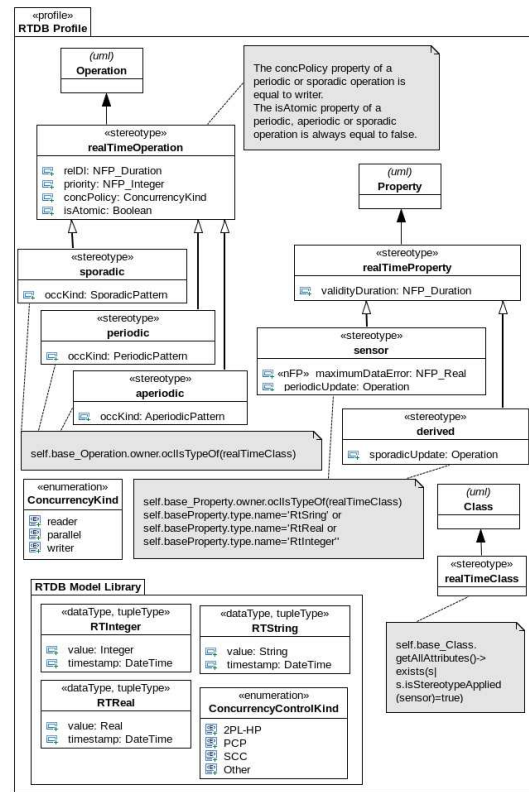 «profile»
RTDB Profile
(uml)
Operation
The concPolicy property of a
periodic or sporadic operation is
equal to writer.
The isAtomic property of a
periodic, aperiodic or sporadic
operation is always equal to false.
«stereotype»
realTimeOperation
relDl: NFP_Duration
priority: NFP_Integer
concPolicy: ConcurrencyKind
isAtomic: Boolean
(uml)
Property
«stereotype»
sporadic
occKind: SporadicPattern
«stereotype»
realTimeProperty
validityDuration: NFP_Duration
«stereotype»
periodic
occKind: PeriodicPattern
«stereotype»
sensor
«nFP» maximumDataError: NFP_Real
periodicUpdate: Operation
«stereotype»
aperiodic
occKind: AperiodicPattern
«stereotype»
derived
sporadicUpdate: Operation
self.base_Operation.owner.oclIsTypeOf(realTimeClass)
«enumeration»
ConcurrencyKind
reader
parallel
writer
self.base_Property.owner.oclIsTypeOf(realTimeClass)
self.baseProperty.type.name='RtSring' or
self.baseProperty.type.name='RtReal or
self.baseProperty.type.name='RtInteger''
(uml)
Class
«stereotype»
realTimeClass
RTDB Model Library
«dataType, tupleType»
RTInteger
value: Integer
timestamp: DateTime
«dataType, tupleType»
RTString
value: String
timestamp: DateTime
«dataType, tupleType»
RTReal
value: Real
timestamp: DateTime
«enumeration»
ConcurrencyControlKind
2PL-HP
PCP
SCC
Other
self.base_Class.
getAllAttributes()->
exists(s|
s.isStereotypeApplied
(sensor)=true)